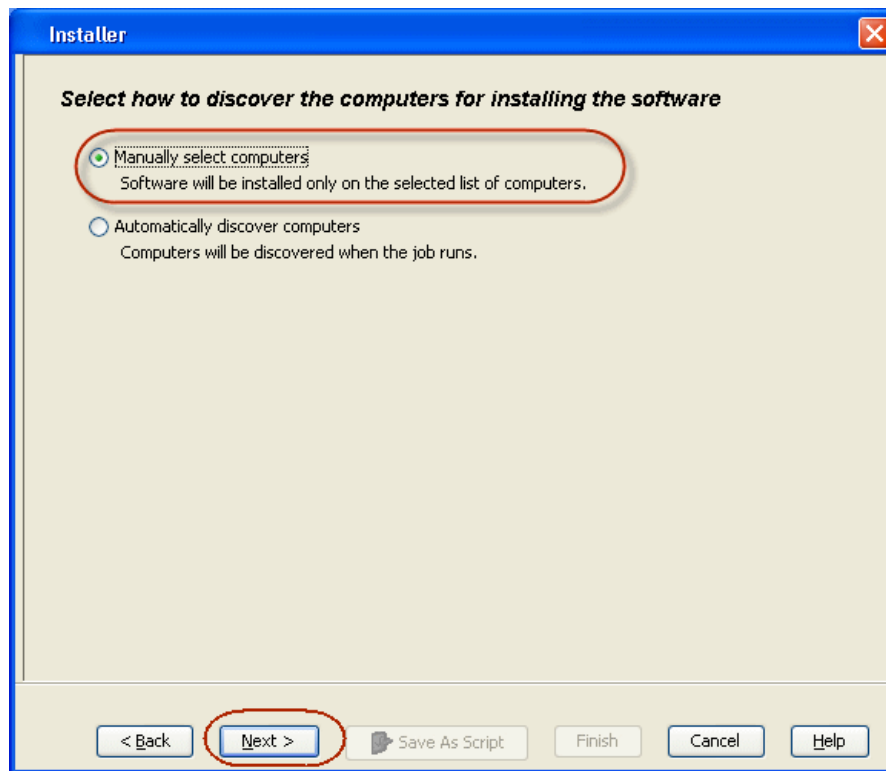 Installer
Select how to discover the computers for installing the software
Manually select computers
Software will be installed only on the selected list of computers.
Automatically discover computers
Computers will be discovered when the job runs.
< Back Next > Save As Script Finish Cancel Help